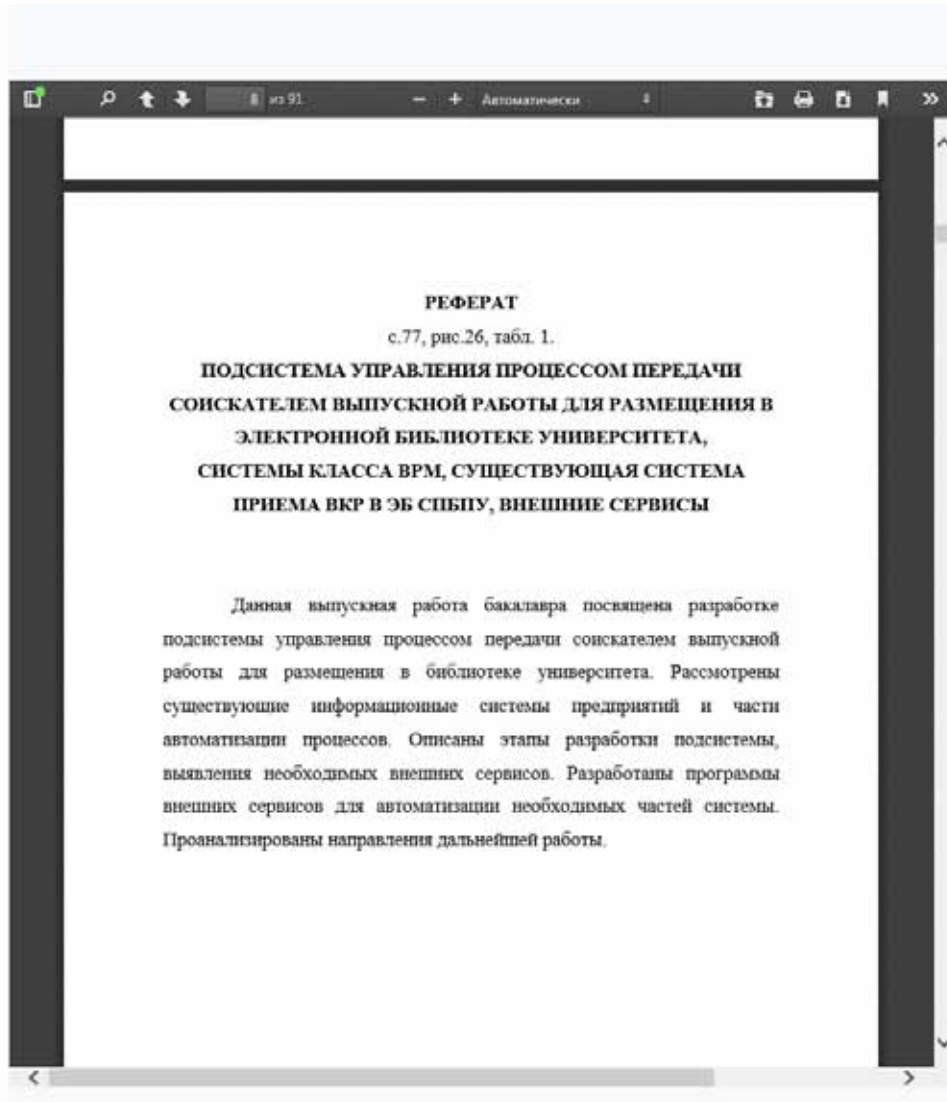 8 из 91
Автоматически
РЕФЕРАТ
с.77, рис.26, табл. 1.
ПОДСИСТЕМА УПРАВЛЕНИЯ ПРОЦЕССОМ ПЕРЕДАЧИ
СОИСКАТЕЛЕМ ВЫПУСКНОЙ РАБОТЫ ДЛЯ РАЗМЕЩЕНИЯ В
ЭЛЕКТРОННОЙ БИБЛИОТЕКЕ УНИВЕРСИТЕТА,
СИСТЕМЫ КЛАССА BPM, СУЩЕСТВУЮЩАЯ СИСТЕМА
ПРИЕМА ВКР В ЭБ СПБПУ, ВНЕШНИЕ СЕРВИСЫ
Данная выпускная работа бакалавра посвящена разработке
подсистемы управления процессом передачи соискателем выпускной
работы для размещения в библиотеке университета. Рассмотрены
существующие информационные системы предприятий и части
автоматизации процессов. Описаны этапы разработки подсистемы,
выявления необходимых внешних сервисов. Разработаны программы
внешних сервисов для автоматизации необходимых частей системы.
Проанализированы направления дальнейшей работы.